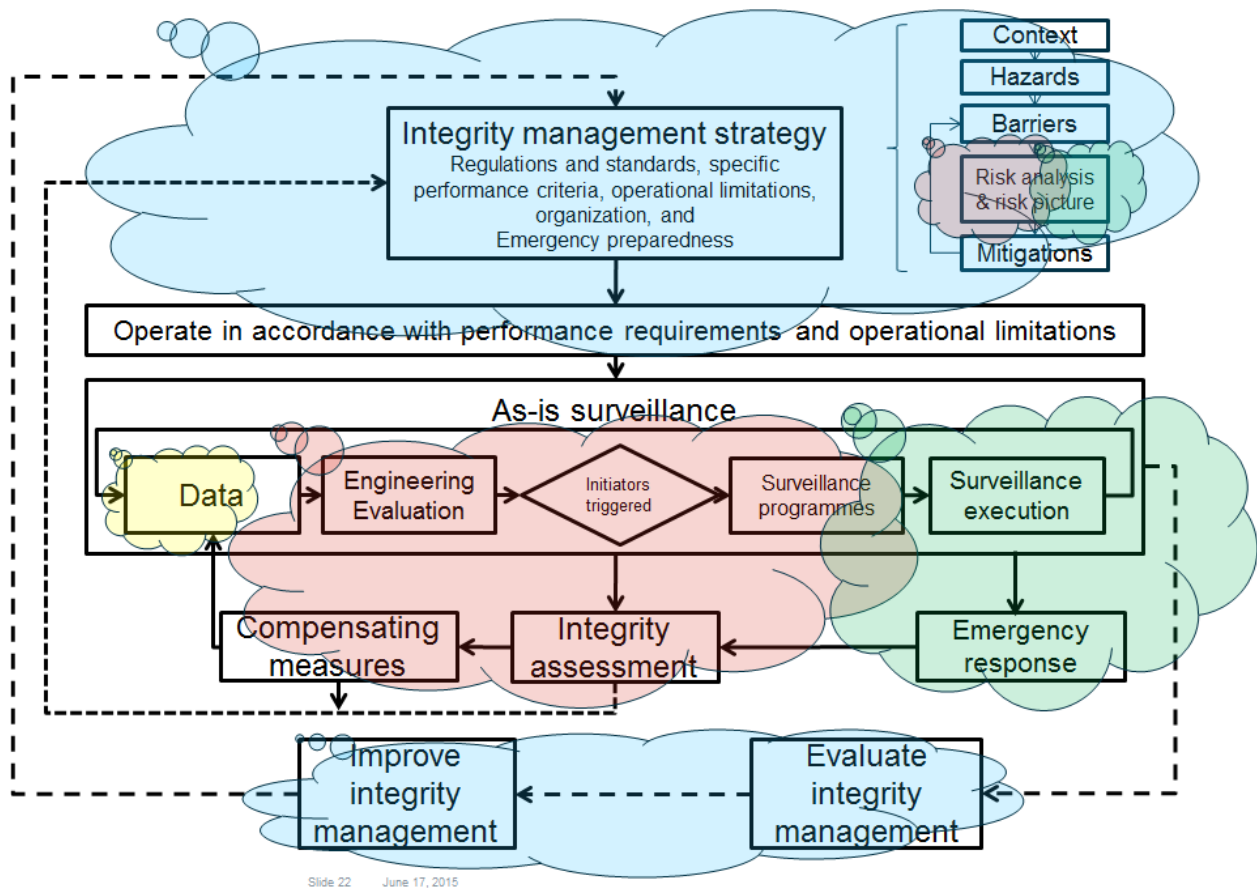 Context
Hazards
Barriers
Risk analysis
& risk picture
Mitigations
Integrity management strategy
Regulations and standards, specific
performance criteria, operational limitations,
organization, and
Emergency preparedness
Operate in accordance with performance requirements and operational limitations
As-is surveillance
Data
Engineering
Evaluation
Initiators
triggered
Surveillance
programmes
Surveillance
execution
Compensating
measures
Integrity
assessment
Emergency
response
Improve
integrity
management
Evaluate
integrity
management
Slide 22 June 17, 2015